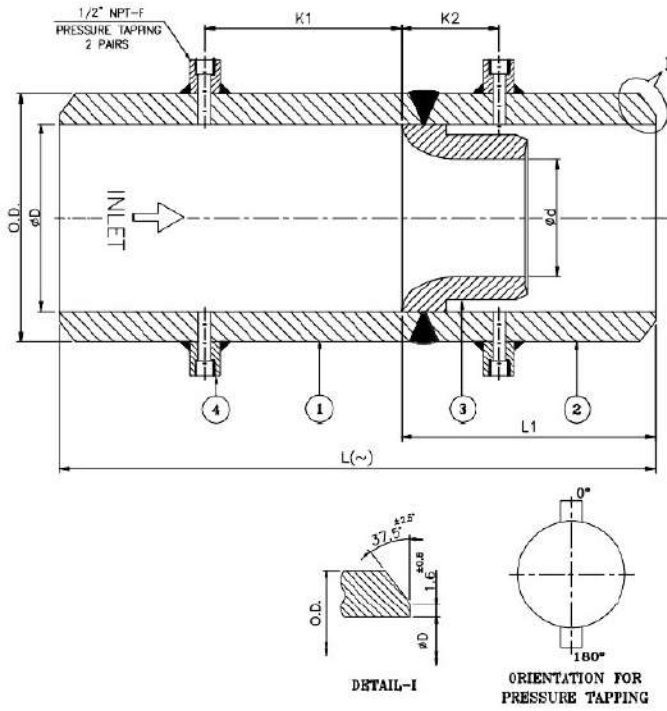 1/2" NPT-F
PRESSURE TAPPING
2 PAIRS
K1
K2
O.D.
øD
INLET
ød
4
1
3
2
L1
L(~)
37.5° ±2.5°
±0.8
1.6
O.D.
øD
DETAIL-I
0°
180°
ORIENTATION FOR
PRESSURE TAPPING